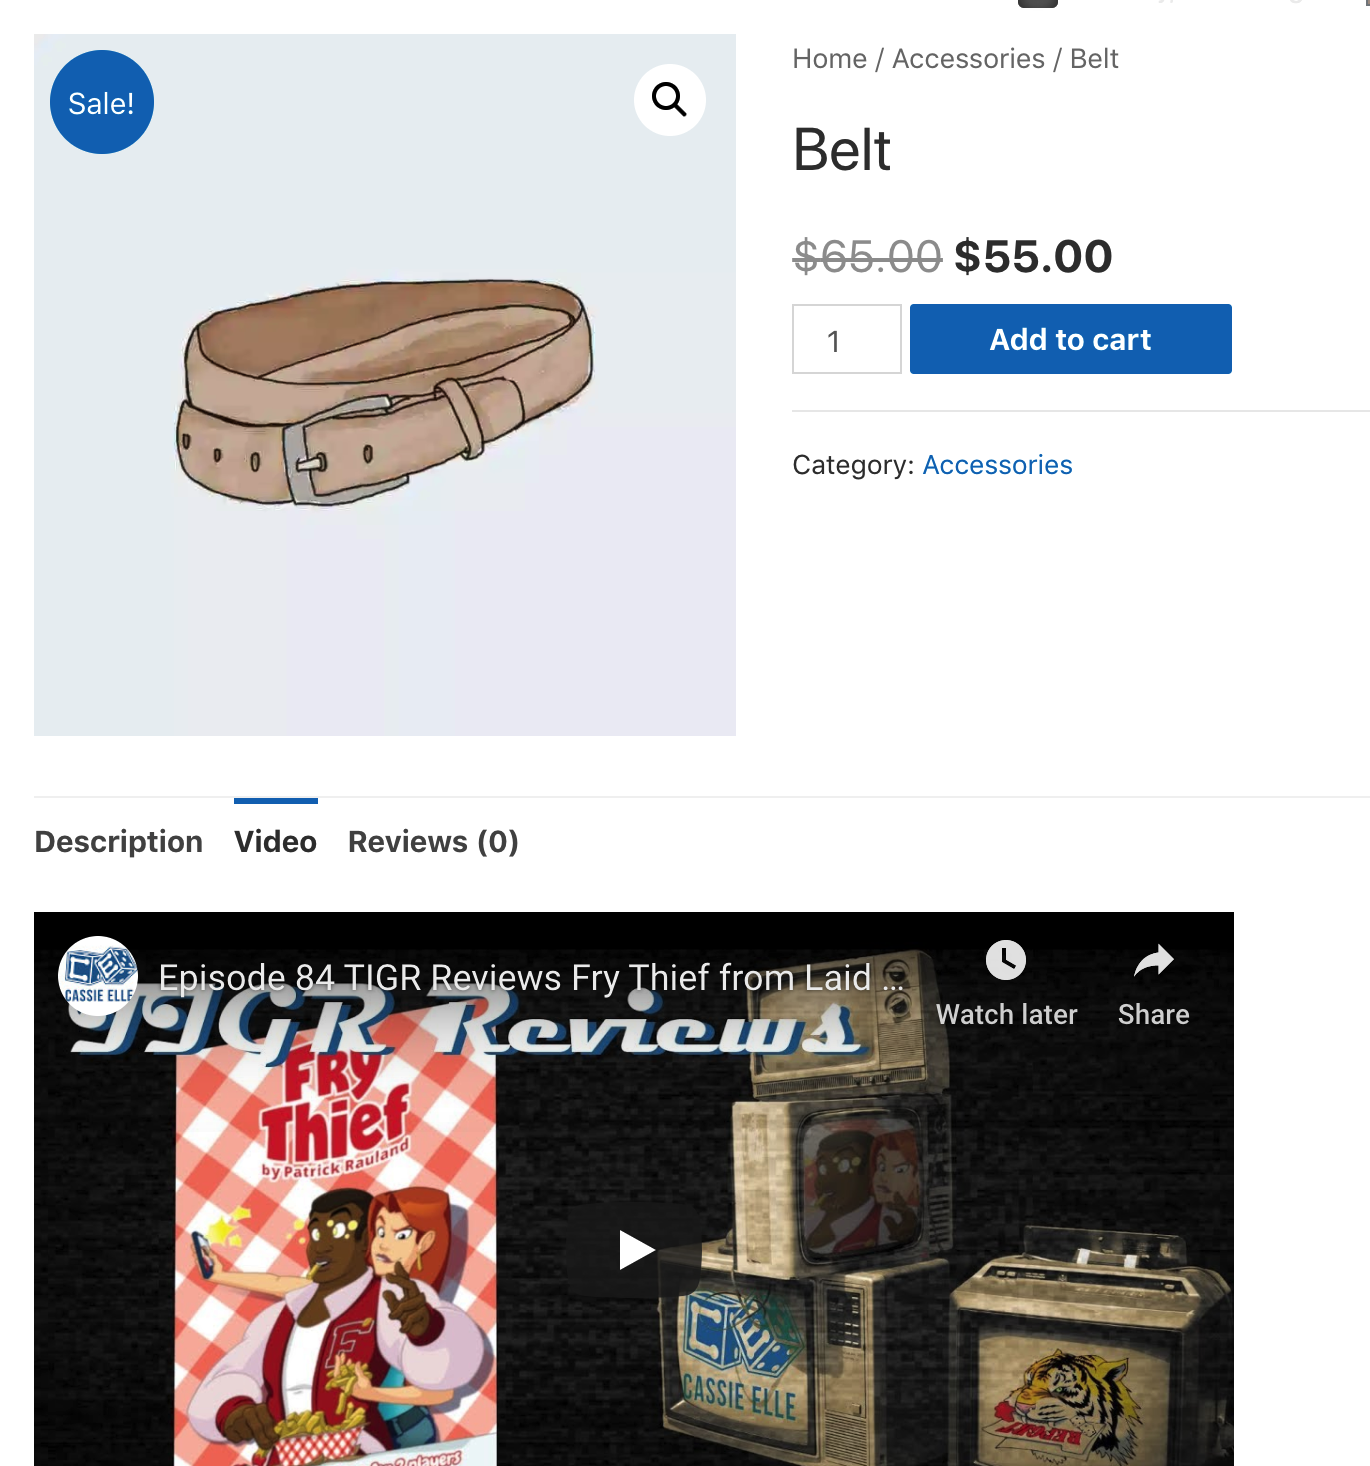 Sale!
Home / Accessories / Belt
Belt
$65.00 $55.00
1
Add to cart
Category: Accessories
Description Video Reviews (0)
CASSIE ELLE
Episode 84 TIGR Reviews Fry Thief from Laid ...
Watch later
Share
TIGR Reviews
FRY
Thief
by Patrick Rauland
F
CASSIE ELLE
2 players